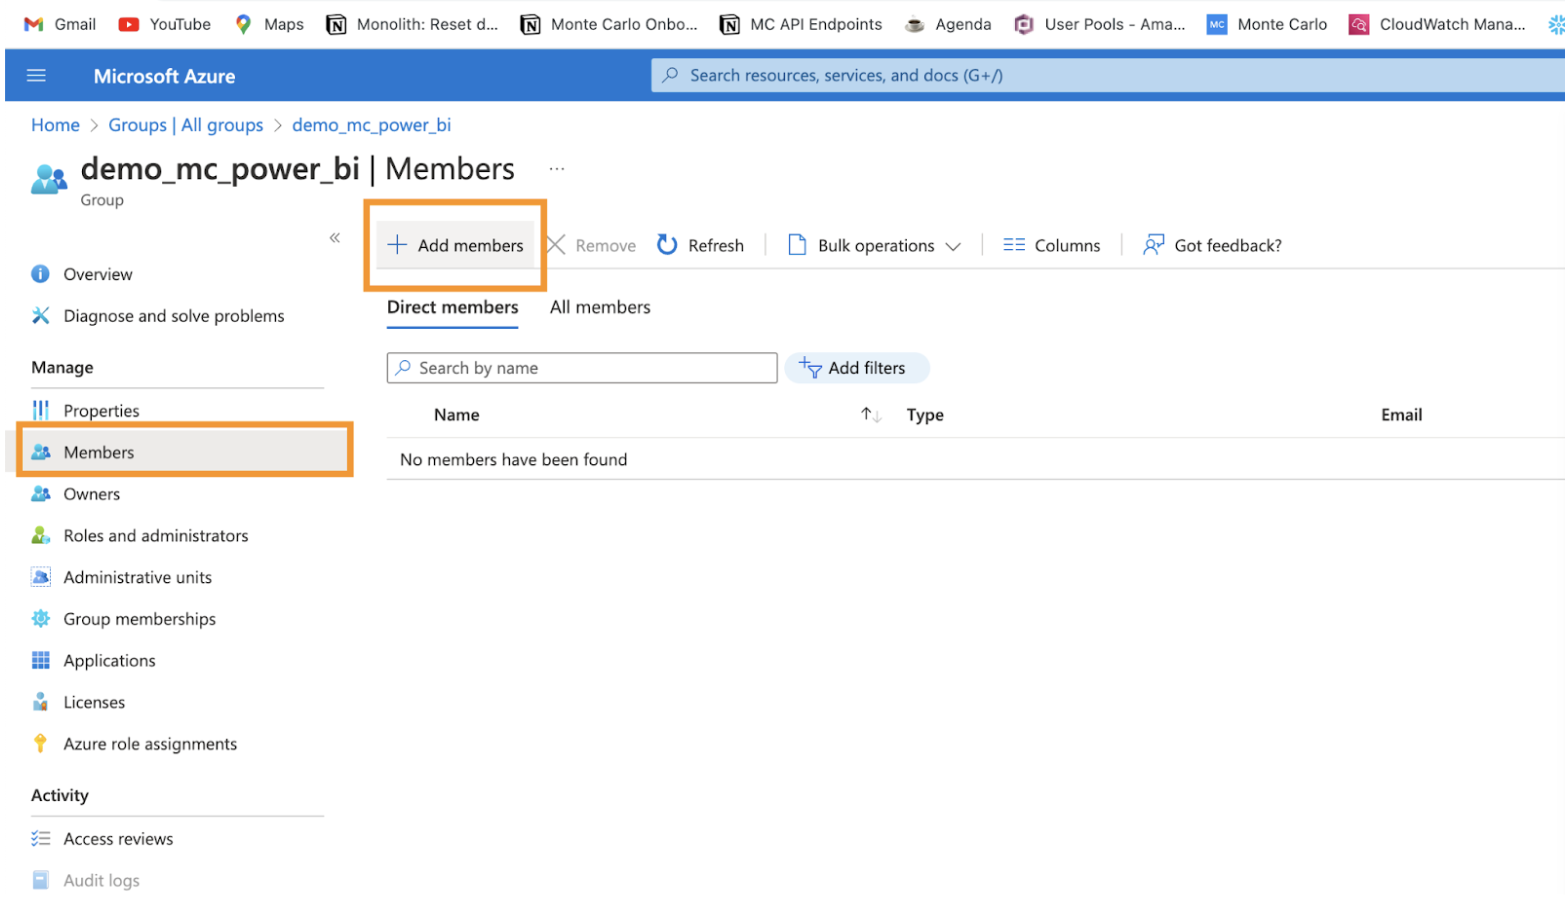 Gmail YouTube Maps Monolith: Reset d... Monte Carlo Onbo... MC API Endpoints Agenda User Pools - Ama... MC Monte Carlo CloudWatch Mana...
Microsoft Azure Search resources, services, and docs (G+/)
Home > Groups | All groups > demo_mc_power_bi
demo_mc_power_bi | Members ...
Group
« + Add members Remove Refresh Bulk operations Columns Got feedback?
Overview
Diagnose and solve problems
Manage
Properties
Members
Owners
Roles and administrators
Administrative units
Group memberships
Applications
Licenses
Azure role assignments
Activity
Access reviews
Audit logs
Direct members All members
Search by name Add filters
Name ↑↓ Type Email
No members have been found